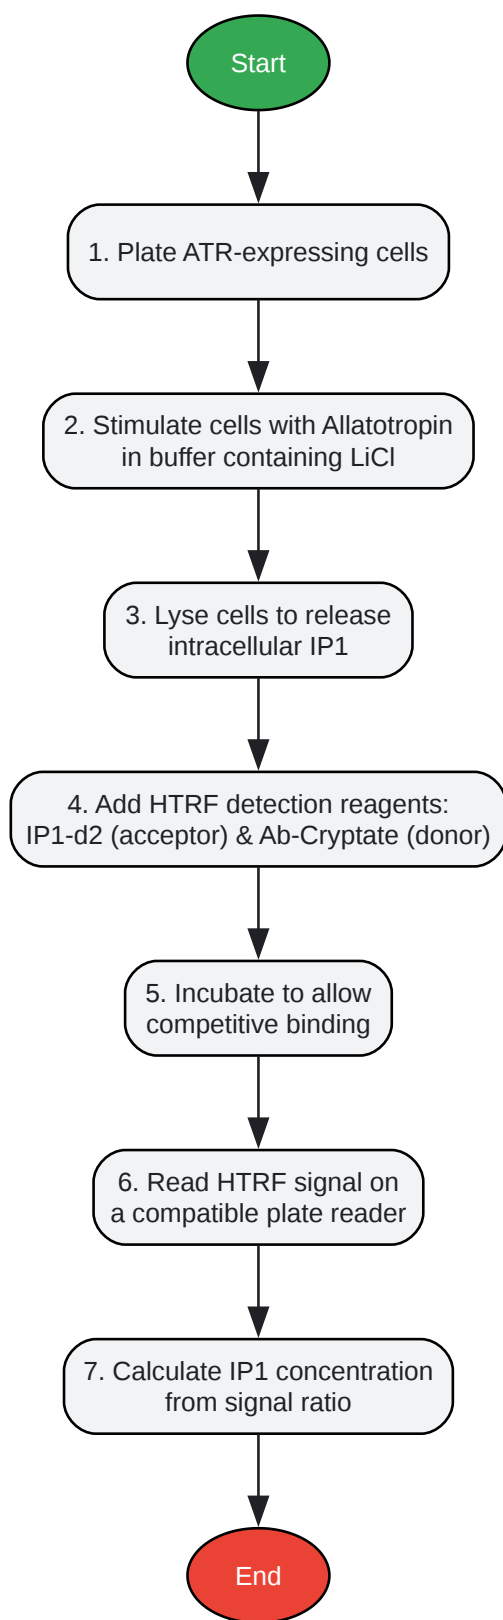 Start
1. Plate ATR-expressing cells
2. Stimulate cells with Allatotropin
in buffer containing LiCl
3. Lyse cells to release
intracellular IP1
4. Add HTRF detection reagents:
IP1-d2 (acceptor) & Ab-Cryptate (donor)
5. Incubate to allow
competitive binding
6. Read HTRF signal on
a compatible plate reader
7. Calculate IP1 concentration
from signal ratio
End